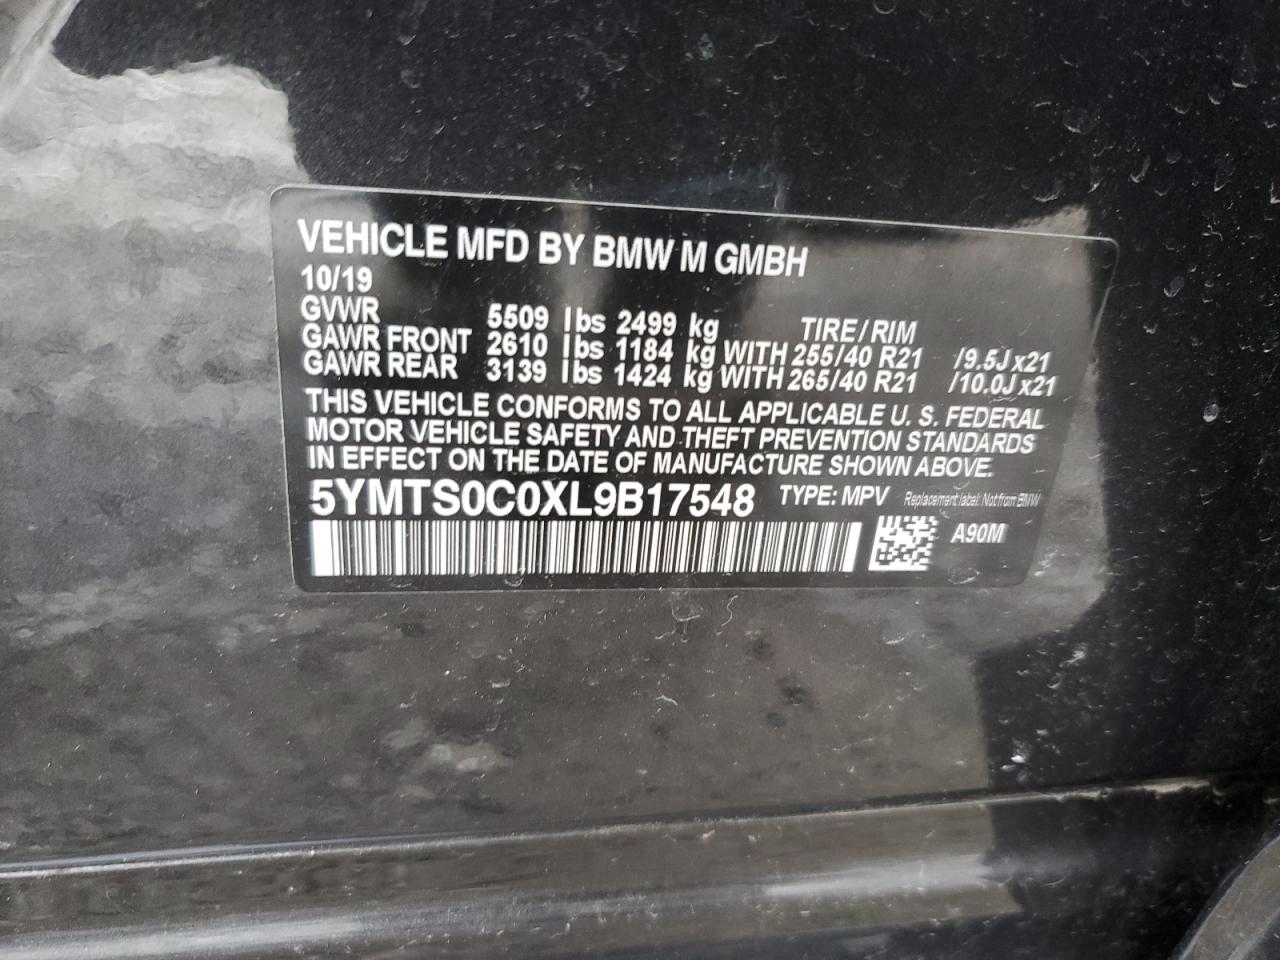 VEHICLE MFD BY BMW M GMBH
10/19
GVWR 5509 lbs 2499 kg TIRE/RIM
GAWR FRONT 2610 lbs 1184 kg WITH 255/40 R21 /9.5Jx21
GAWR REAR 3139 lbs 1424 kg WITH 265/40 R21 /10.0Jx21
THIS VEHICLE CONFORMS TO ALL APPLICABLE U. S. FEDERAL
MOTOR VEHICLE SAFETY AND THEFT PREVENTION STANDARDS
IN EFFECT ON THE DATE OF MANUFACTURE SHOWN ABOVE.
5YMTS0C0XL9B17548 TYPE: MPV Replacement label: Not from BMW
A90M